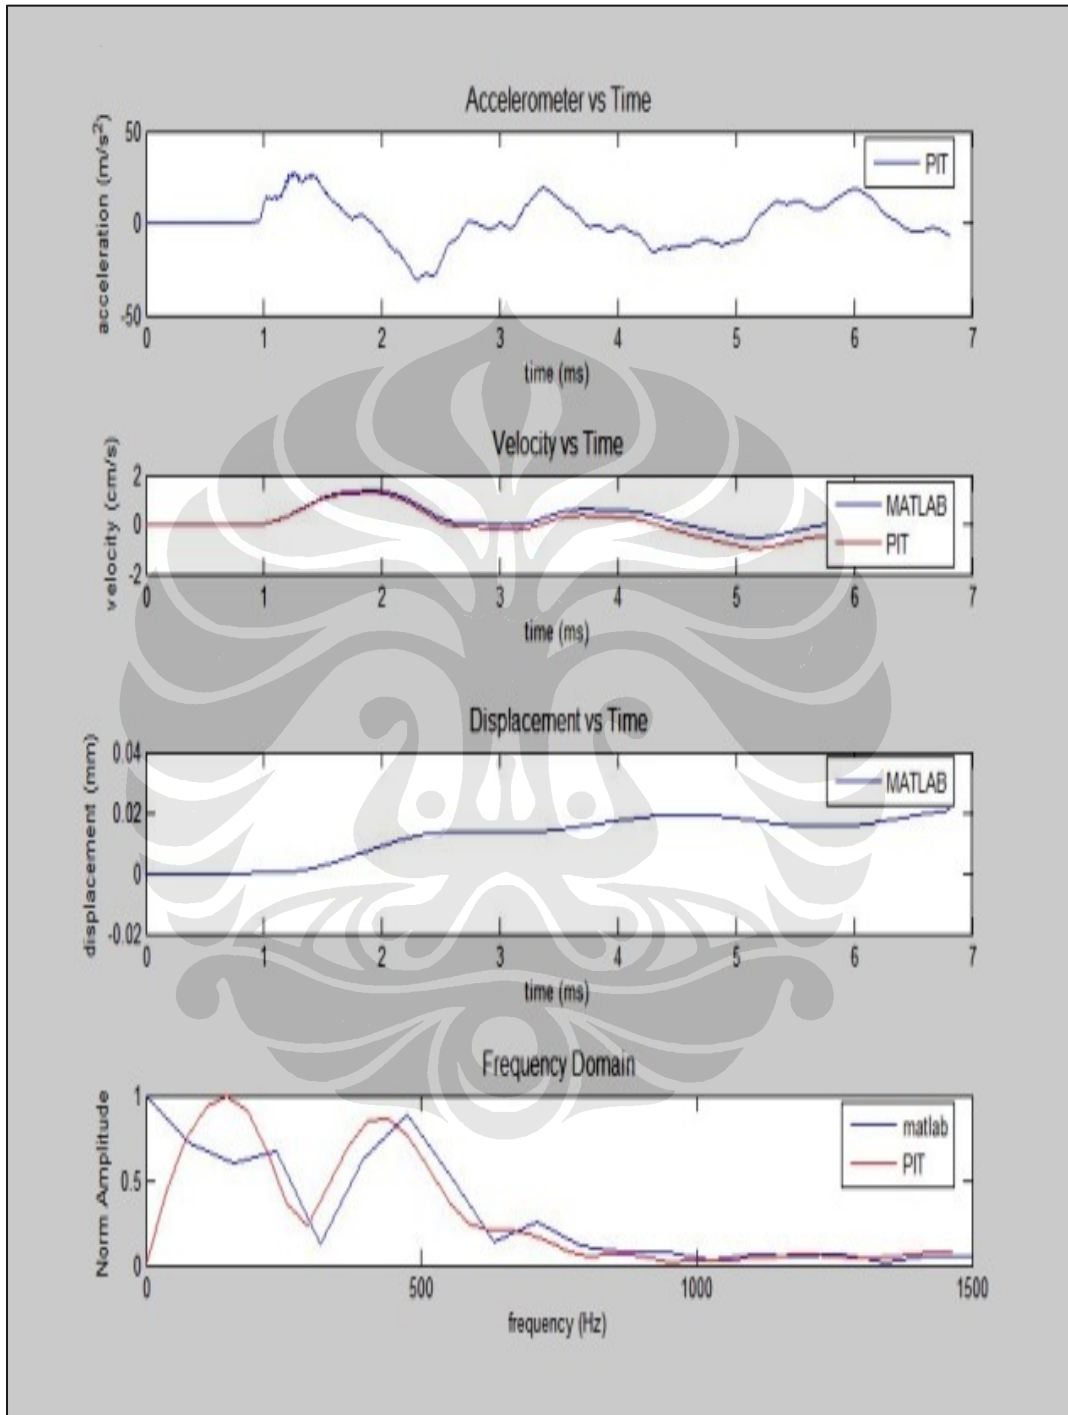 Accelerometer vs Time
acceleration (m/s²)
50
0
-50
PIT
0 1 2 3 4 5 6 7
time (ms)
Velocity vs Time
velocity (cm/s)
2
0
-2
MATLAB
PIT
0 1 2 3 4 5 6 7
time (ms)
Displacement vs Time
displacement (mm)
0.04
0.02
0
-0.02
MATLAB
0 1 2 3 4 5 6 7
time (ms)
Frequency Domain
Norm Amplitude
1
0.5
0
matlab
PIT
0 500 1000 1500
frequency (Hz)